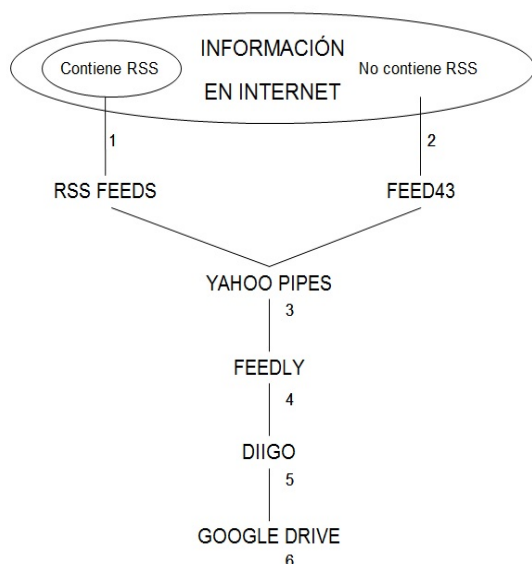 INFORMACIÓN
Contiene RSS
No contiene RSS
EN INTERNET
1
2
RSS FEEDS
FEED43
YAHOO PIPES
3
FEEDLY
4
DIIGO
5
GOOGLE DRIVE
6